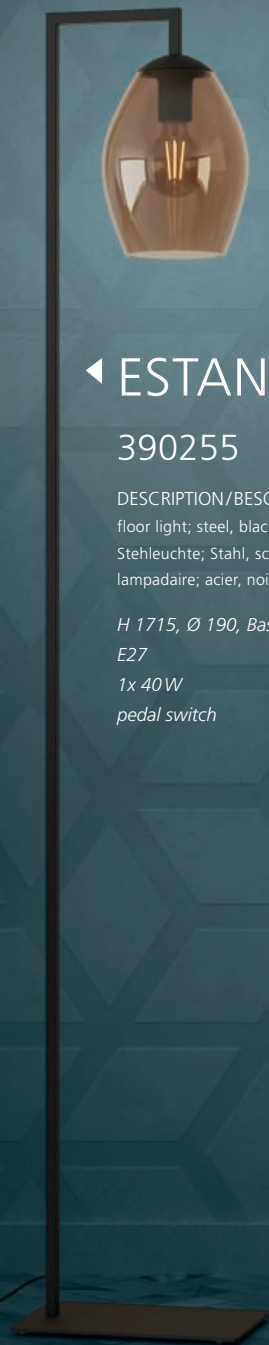 ESTAN
390255
DESCRIPTION/BESC
floor light; steel, blac
Stehleuchte; Stahl, sc
lampadaire; acier, noi
H 1715, Ø 190, Bas
E27
1x 40 W
pedal switch